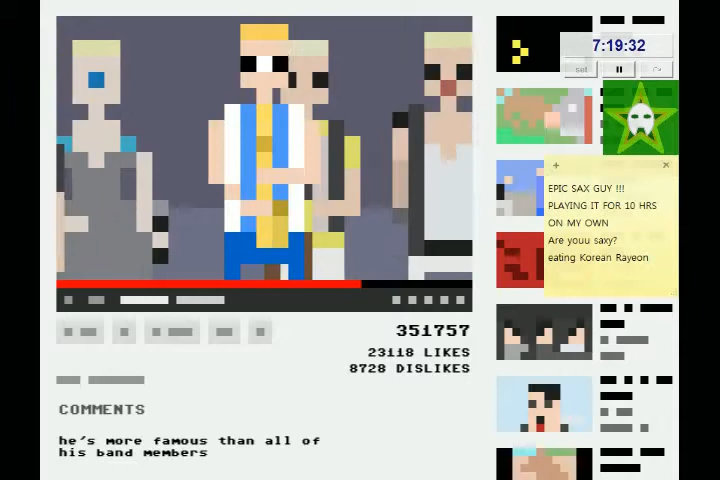 7:19:32
set
EPIC SAX GUY !!!
PLAYING IT FOR 10 HRS
ON MY OWN
Are youu saxy?
eating Korean Rayeon
351757
23118 LIKES
8728 DISLIKES
COMMENTS
he's more famous than all of
his band members